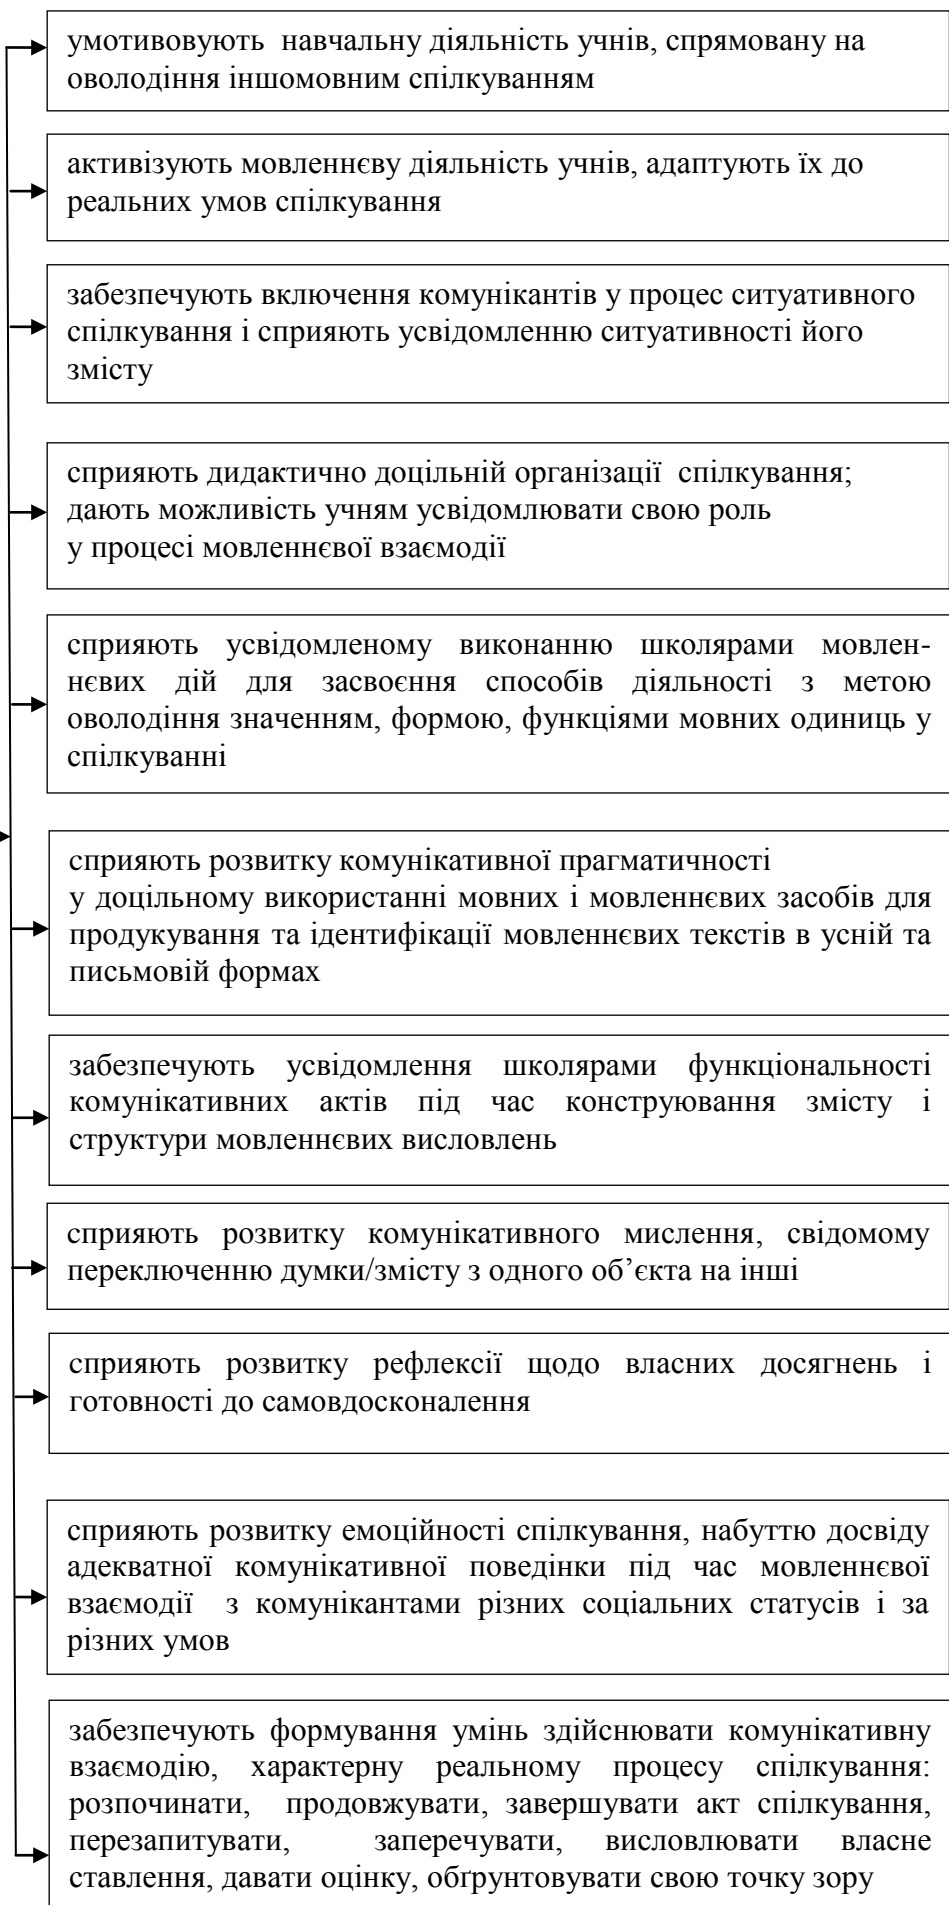 умотивовують навчальну діяльність учнів, спрямовану на
оволодіння іншомовним спілкуванням
активізують мовленнєву діяльність учнів, адаптують їх до
реальних умов спілкування
забезпечують включення комунікантів у процес ситуативного
спілкування і сприяють усвідомленню ситуативності його
змісту
сприяють дидактично доцільній організації спілкування;
дають можливість учням усвідомлювати свою роль
у процесі мовленнєвої взаємодії
сприяють усвідомленому виконанню школярами мовлен-
нєвих дій для засвоєння способів діяльності з метою
оволодіння значенням, формою, функціями мовних одиниць у
спілкуванні
сприяють розвитку комунікативної прагматичності
у доцільному використанні мовних і мовленнєвих засобів для
продукування та ідентифікації мовленнєвих текстів в усній та
письмовій формах
забезпечують усвідомлення школярами функціональності
комунікативних актів під час конструювання змісту і
структури мовленнєвих висловлень
сприяють розвитку комунікативного мислення, свідомому
переключенню думки/змісту з одного об’єкта на інші
сприяють розвитку рефлексії щодо власних досягнень і
готовності до самовдосконалення
сприяють розвитку емоційності спілкування, набуттю досвіду
адекватної комунікативної поведінки під час мовленнєвої
взаємодії з комунікантами різних соціальних статусів і за
різних умов
забезпечують формування умінь здійснювати комунікативну
взаємодію, характерну реальному процесу спілкування:
розпочинати, продовжувати, завершувати акт спілкування,
перезапитувати, заперечувати, висловлювати власне
ставлення, давати оцінку, обґрунтовувати свою точку зору